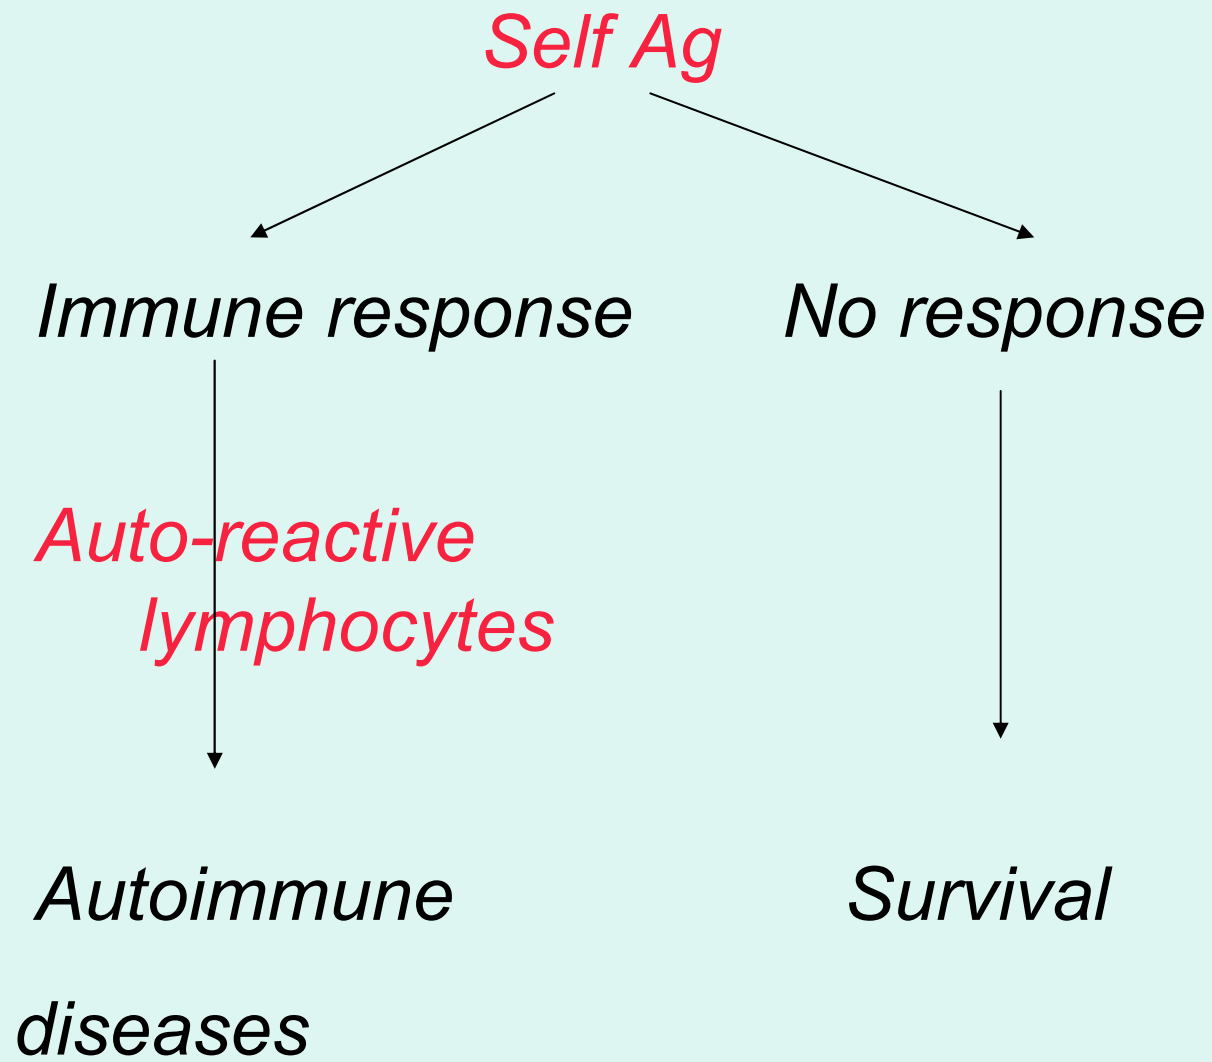 Self Ag
Immune response
No response
Auto-reactive
lymphocytes
Autoimmune
diseases
Survival